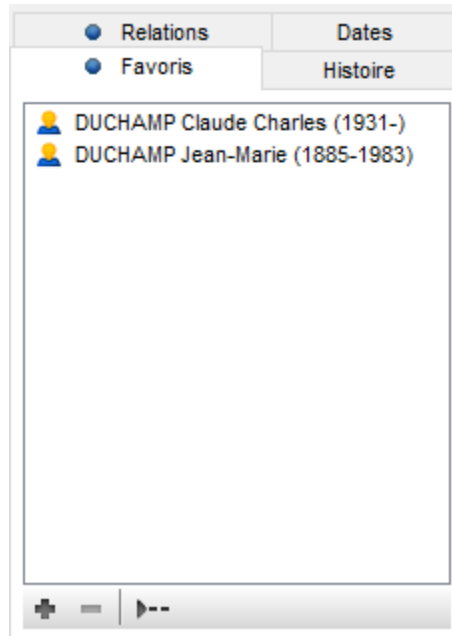 Relations Dates
Favoris Histoire
DUCHAMP Claude Charles (1931-)
DUCHAMP Jean-Marie (1885-1983)